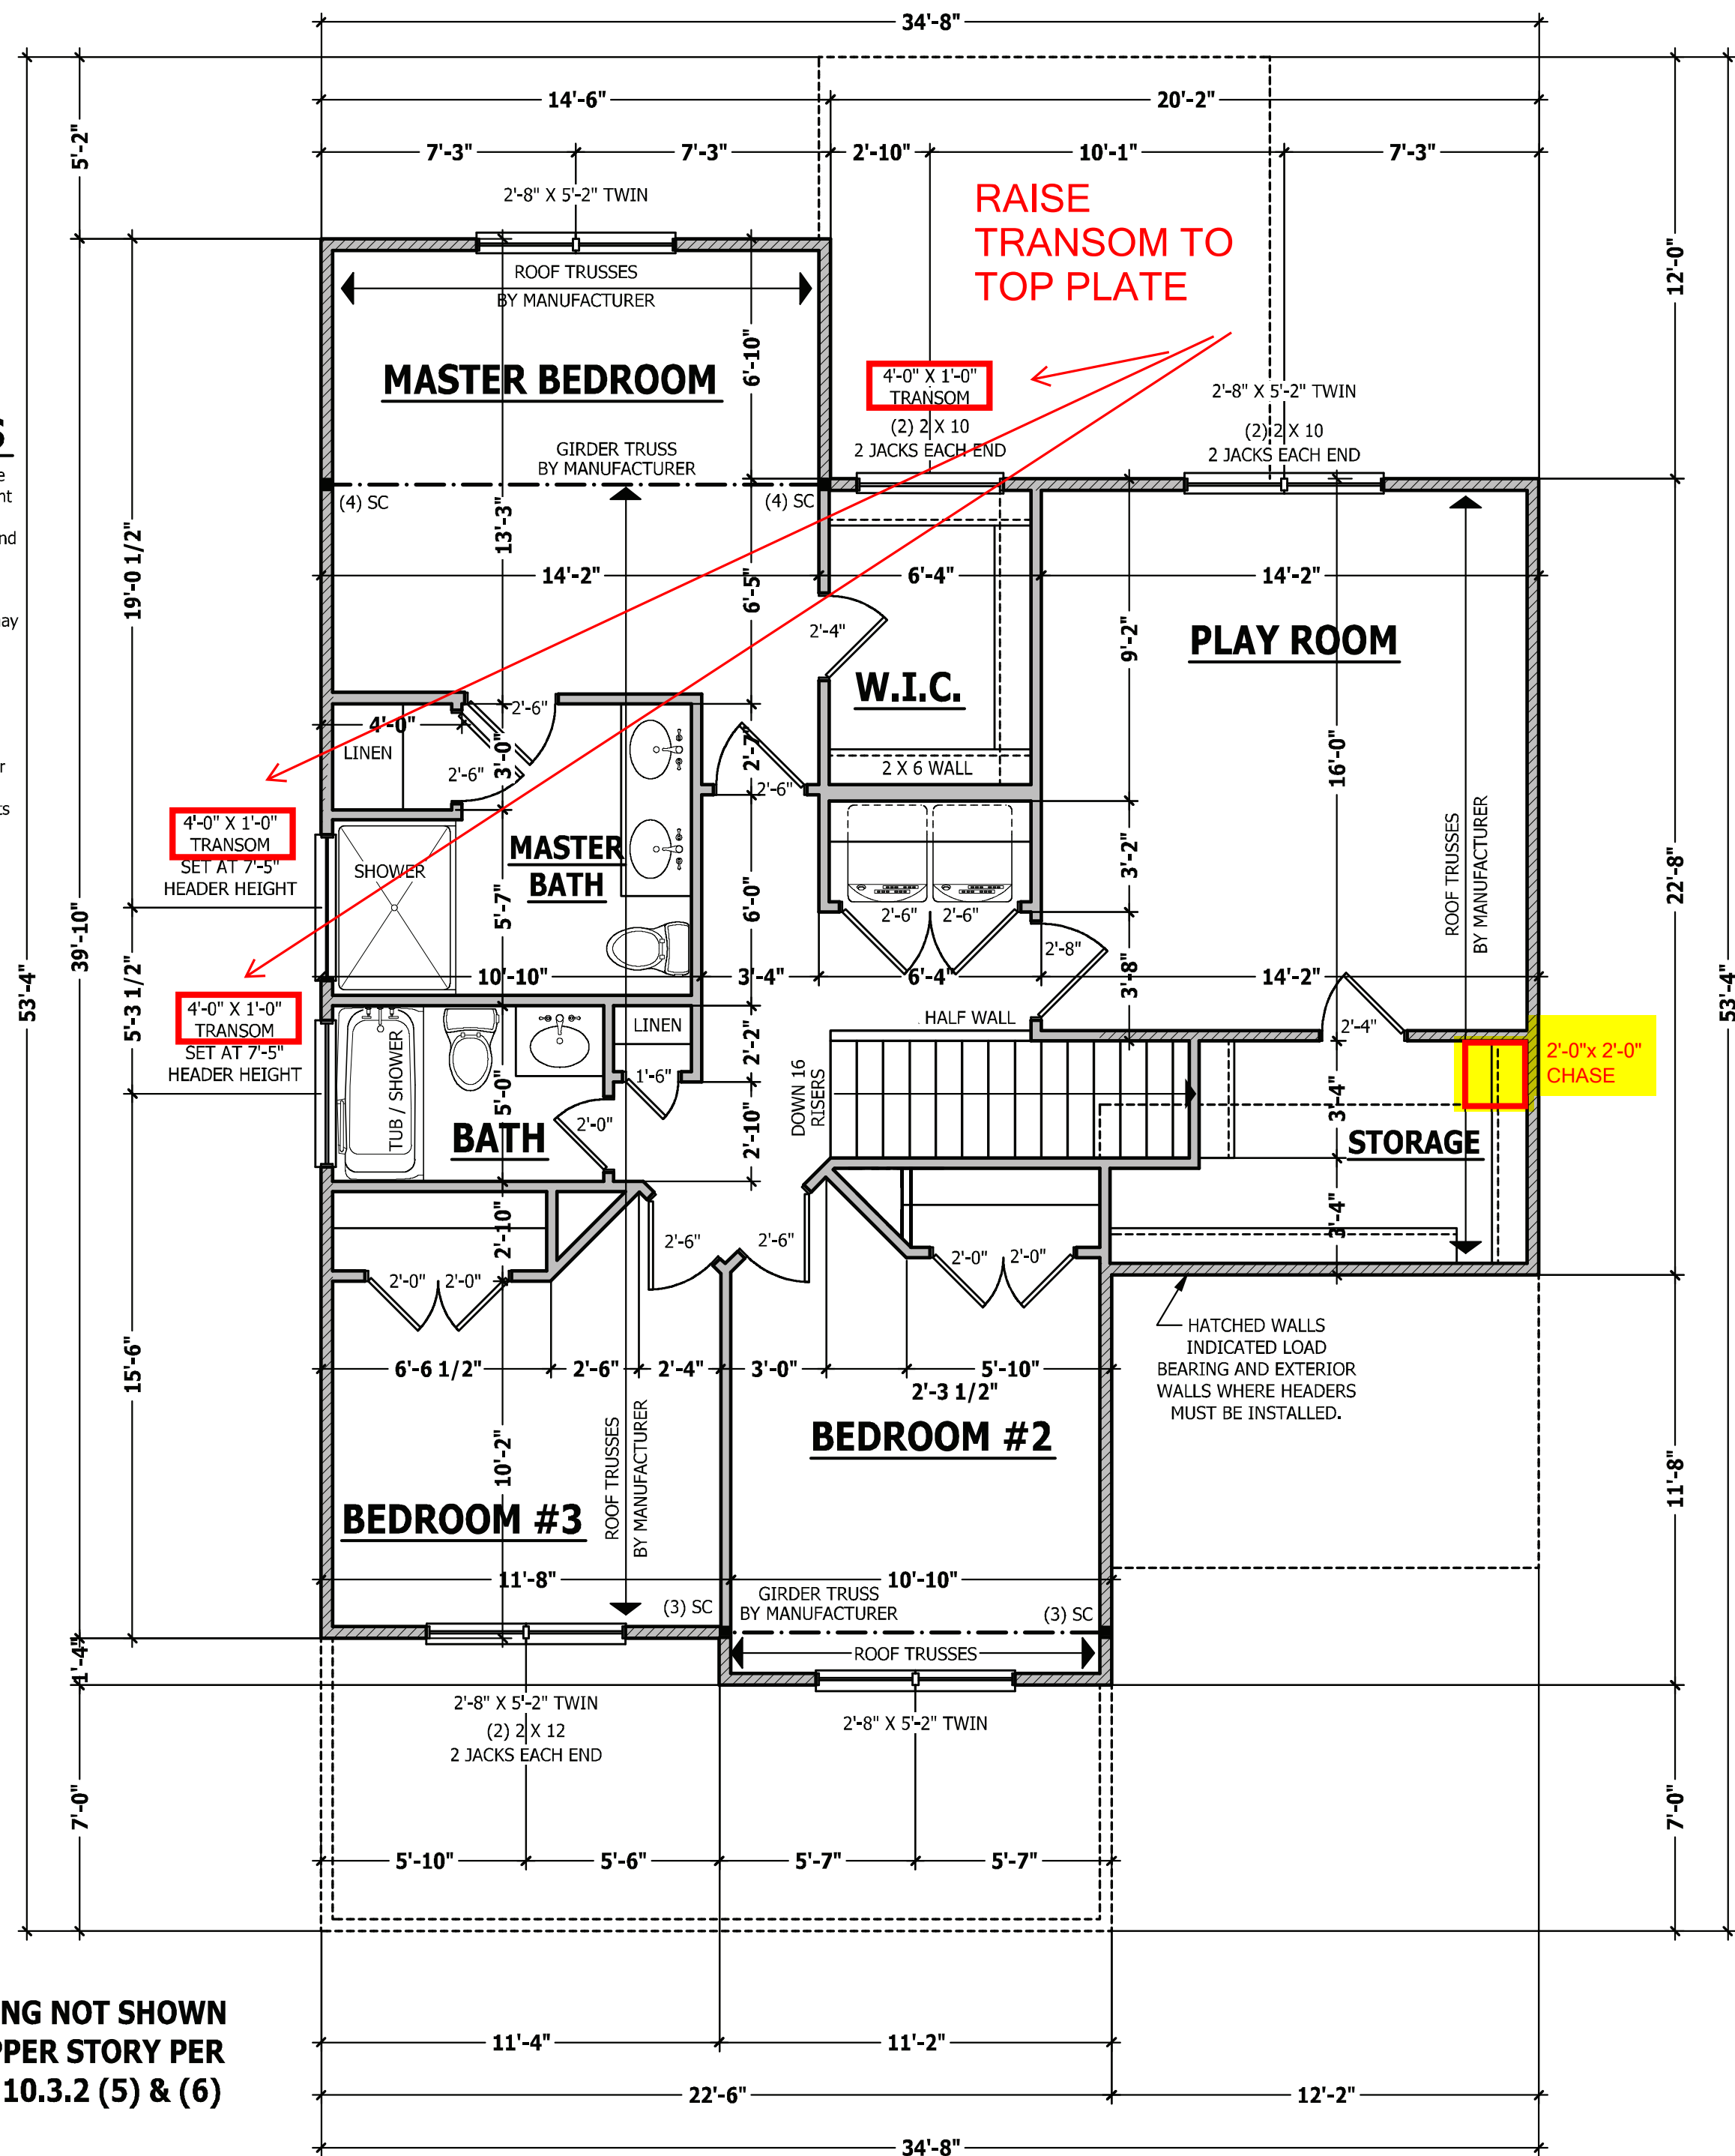 34'-8"
14'-6"
20'-2"
7'-3"
7'-3"
2'-10"
10'-1"
7'-3"
5'-2"
2'-8" X 5'-2" TWIN
RAISE
TRANSOM TO
TOP PLATE
12'-0"
ROOF TRUSSES
BY MANUFACTURER
MASTER BEDROOM
6'-10"
4'-0" X 1'-0"
TRANSOM
(2) 2 X 10
2 JACKS EACH END
2'-8" X 5'-2" TWIN
(2) 2 X 10
2 JACKS EACH END
GIRDER TRUSS
BY MANUFACTURER
(4) SC
(4) SC
S
e
nt
nd
ay
r
ts
19'-0 1/2"
13'-3"
14'-2"
6'-5"
6'-4"
14'-2"
2'-4"
9'-2"
PLAY ROOM
W.I.C.
4'-0"
LINEN
2'-6"
2'-6"
3'-0"
2'-7"
2'-6"
2 X 6 WALL
16'-0"
4'-0" X 1'-0"
TRANSOM
SET AT 7'-5"
HEADER HEIGHT
SHOWER
MASTER
BATH
5'-7"
6'-0"
3'-2"
ROOF TRUSSES
BY MANUFACTURER
22'-8"
2'-6"
2'-6"
2'-8"
39'-10"
53'-4"
53'-4"
5'-3 1/2"
10'-10"
3'-4"
6'-4"
3'-8"
14'-2"
4'-0" X 1'-0"
TRANSOM
SET AT 7'-5"
HEADER HEIGHT
TUB / SHOWER
LINEN
HALF WALL
2'-4"
2'-0"x 2'-0"
CHASE
2'-2"
1'-6"
DOWN 16
RISERS
5'-0"
2'-0"
BATH
2'-10"
3'-4"
STORAGE
3'-4"
2'-10"
2'-6"
2'-6"
2'-0"
2'-0"
2'-0"
2'-0"
HATCHED WALLS
INDICATED LOAD
BEARING AND EXTERIOR
WALLS WHERE HEADERS
MUST BE INSTALLED.
15'-6"
6'-6 1/2"
2'-6"
2'-4"
3'-0"
5'-10"
2'-3 1/2"
BEDROOM #2
ROOF TRUSSES
BY MANUFACTURER
10'-2"
11'-8"
BEDROOM #3
11'-8"
10'-10"
(3) SC
GIRDER TRUSS
BY MANUFACTURER
(3) SC
ROOF TRUSSES
1'-4"
2'-8" X 5'-2" TWIN
(2) 2 X 12
2 JACKS EACH END
2'-8" X 5'-2" TWIN
7'-0"
7'-0"
5'-10"
5'-6"
5'-7"
5'-7"
NG NOT SHOWN
PPER STORY PER
10.3.2 (5) & (6)
11'-4"
11'-2"
22'-6"
12'-2"
34'-8"